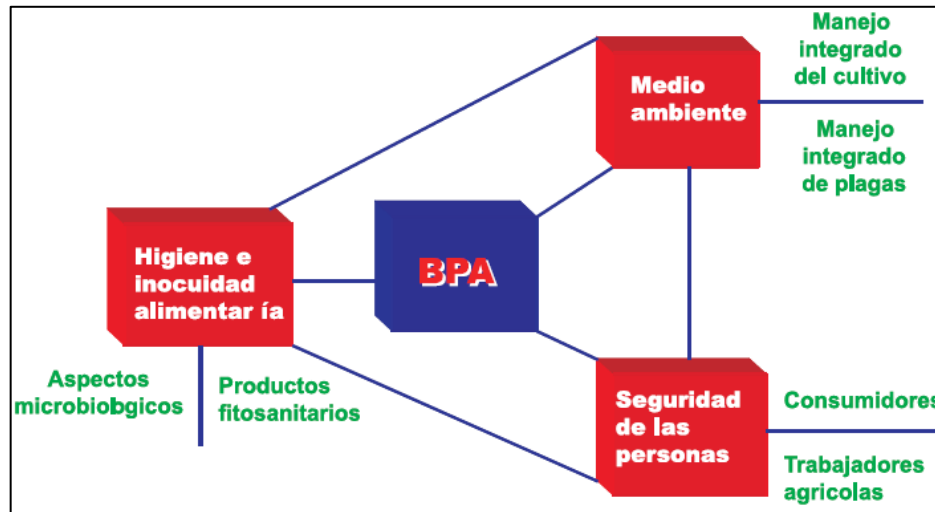 Manejo
integrado
del cultivo
Medio
ambiente
Manejo
integrado
de plagas
Higiene e
inocuidad
alimentar ía
BPA
Aspectos
microbiobgicos
Productos
fitosanitarios
Seguridad
de las
personas
Consumidores
Trabajadores
agricolas